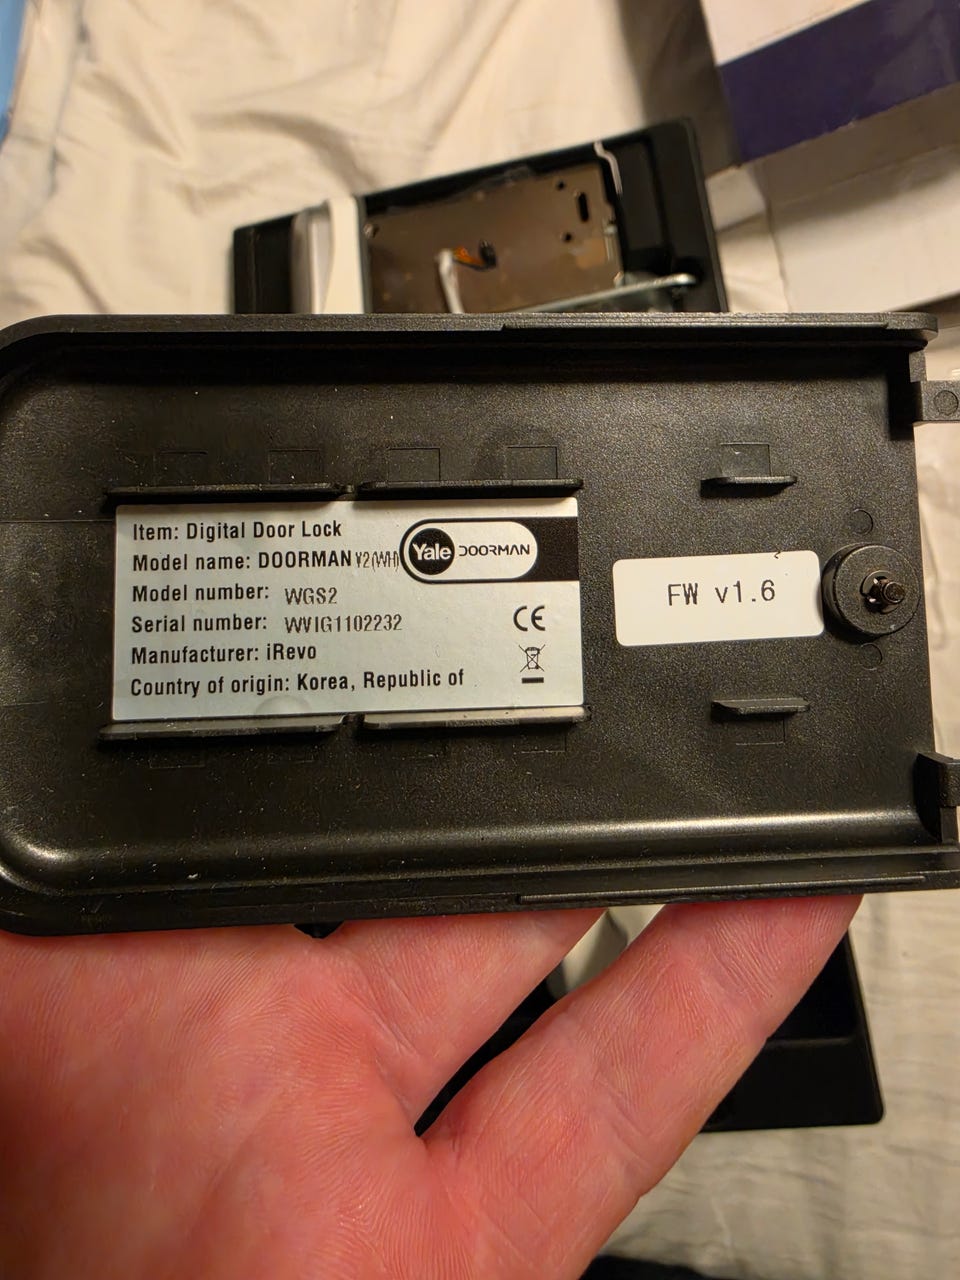 Item: Digital Door Lock
Model name: DOORMAN V2(WH)
Yale DOORMAN
Model number: WGS2
Serial number: WVIG1102232
CE
Manufacturer: iRevo
Country of origin: Korea, Republic of
FW v1.6